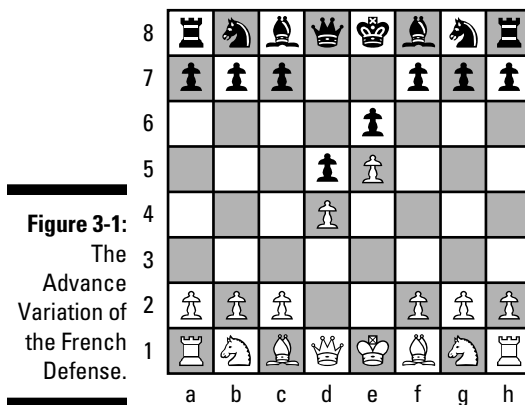 8
7
6
5
4
3
2
1
a b c d e f g h
Figure 3-1:
The
Advance
Variation of
the French
Defense.